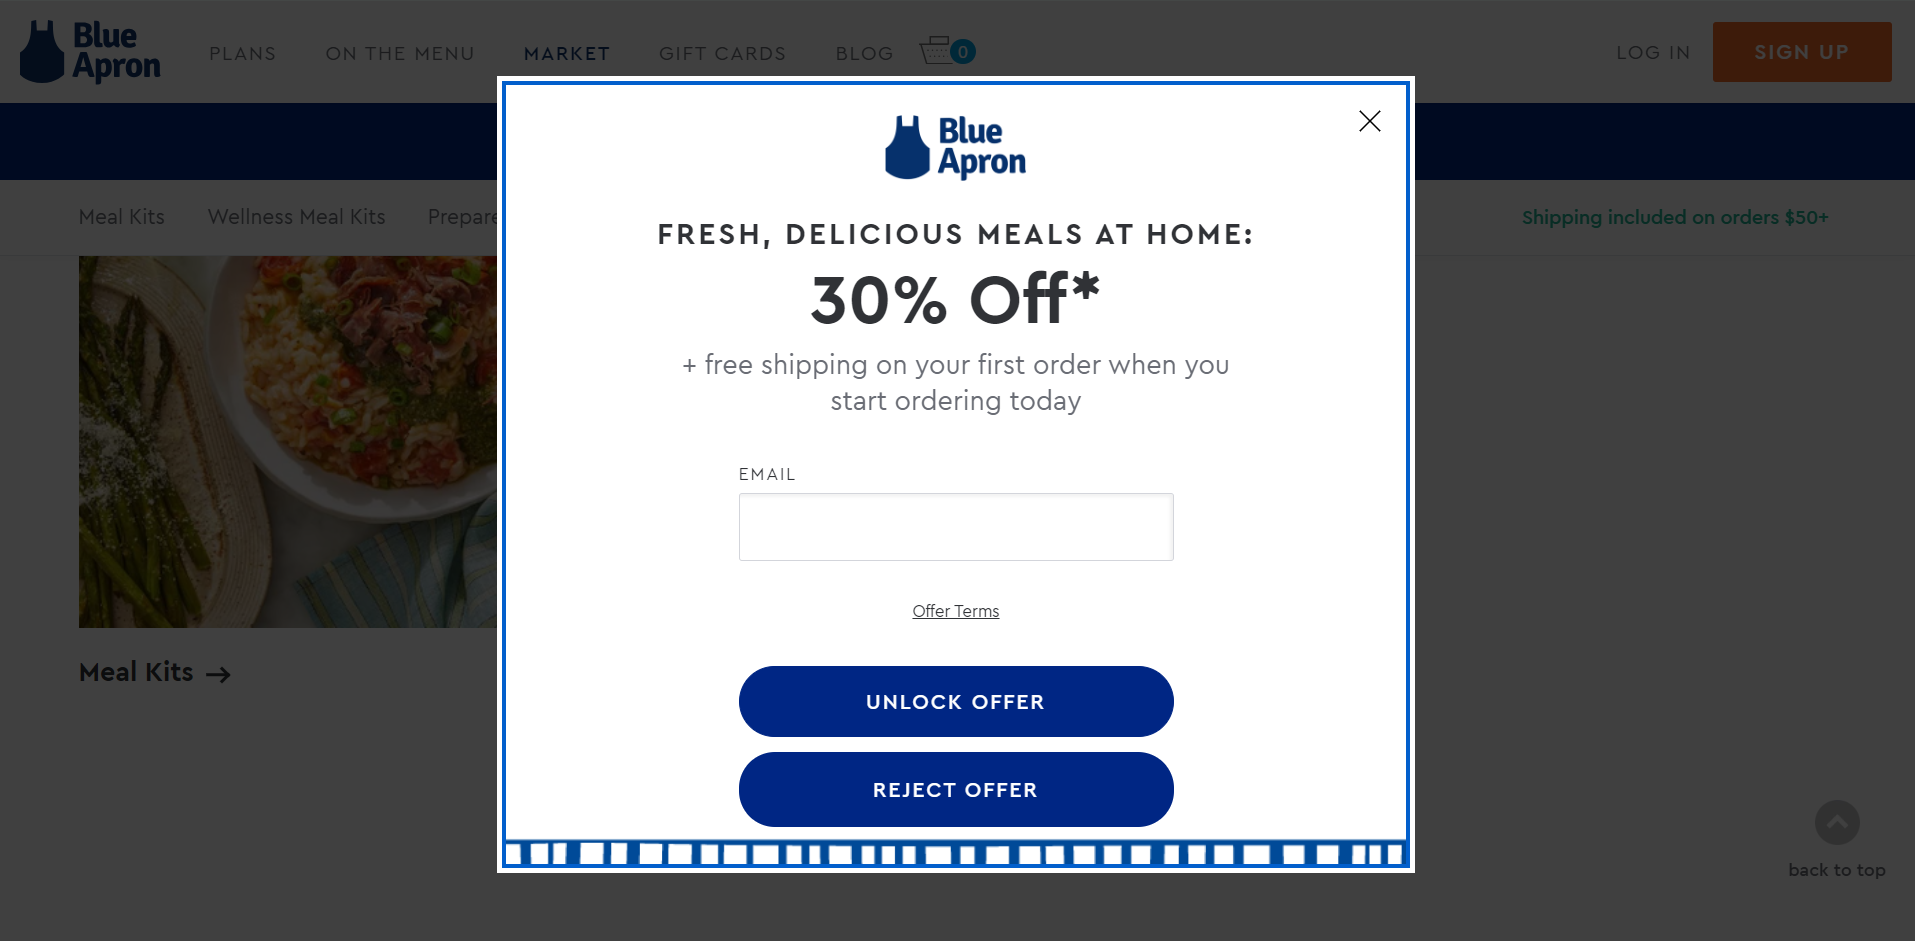 Blue Apron
PLANS
ON THE MENU
MARKET
GIFT CARDS
BLOG
0
LOG IN
SIGN UP
Meal Kits
Wellness Meal Kits
Prepare
Shipping included on orders $50+
Blue Apron
FRESH, DELICIOUS MEALS AT HOME:
30% Off*
+ free shipping on your first order when you
start ordering today
EMAIL
Offer Terms
UNLOCK OFFER
REJECT OFFER
Meal Kits
back to top